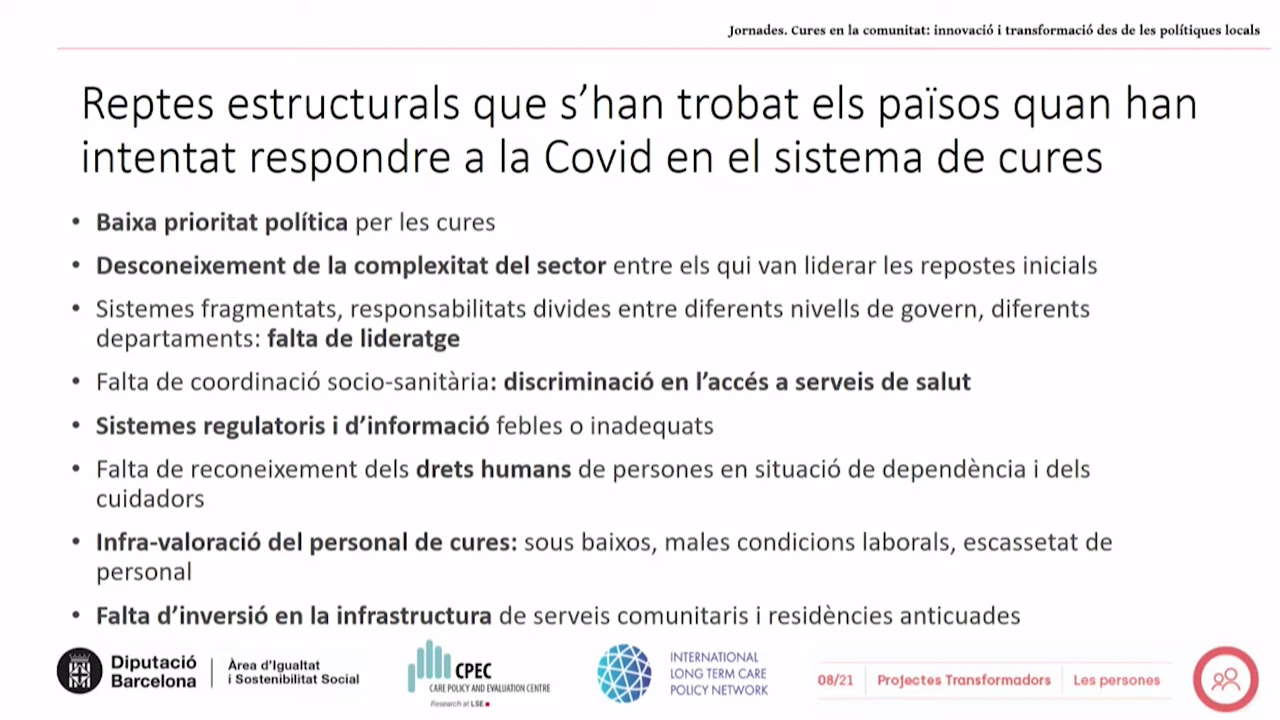 Jornades. Cures en la comunitat: innovació i transformació des de les polítiques locals
Reptes estructurals que s’han trobat els països quan han
intentat respondre a la Covid en el sistema de cures
• Baixa prioritat política per les cures
• Desconeixement de la complexitat del sector entre els qui van liderar les repostes inicials
• Sistemes fragmentats, responsabilitats divides entre diferents nivells de govern, diferents
departaments: falta de lideratge
• Falta de coordinació socio-sanitària: discriminació en l’accés a serveis de salut
• Sistemes regulatoris i d’informació febles o inadequats
• Falta de reconeixement dels drets humans de persones en situació de dependència i dels
cuidadors
• Infra-valoració del personal de cures: sous baixos, males condicions laborals, escassetat de
personal
• Falta d’inversió en la infrastructura de serveis comunitaris i residències anticuades
Diputació
Barcelona
Àrea d’Igualtat
i Sostenibilitat Social
CPEC
CARE POLICY AND EVALUATION CENTRE
Research at LSE
INTERNATIONAL
LONG TERM CARE
POLICY NETWORK
08/21 Projectes Transformadors Les persones